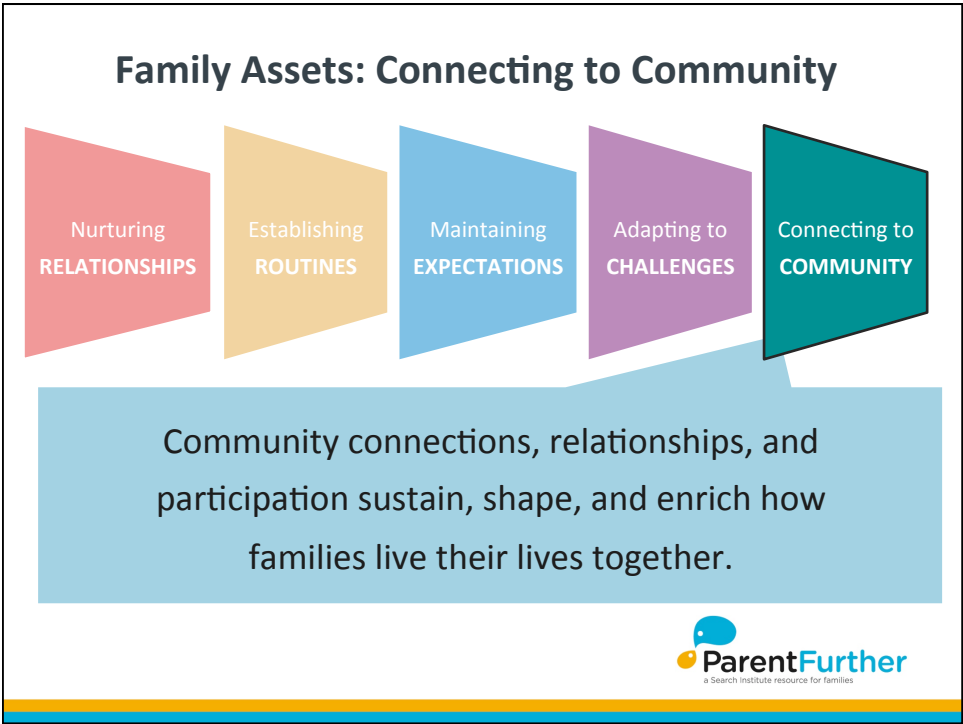 Family Assets: Connecting to Community
Nurturing
RELATIONSHIPS
Establishing
ROUTINES
Maintaining
EXPECTATIONS
Adapting to
CHALLENGES
Connecting to
COMMUNITY
Community connections, relationships, and
participation sustain, shape, and enrich how
families live their lives together.
ParentFurther
a Search Institute resource for families